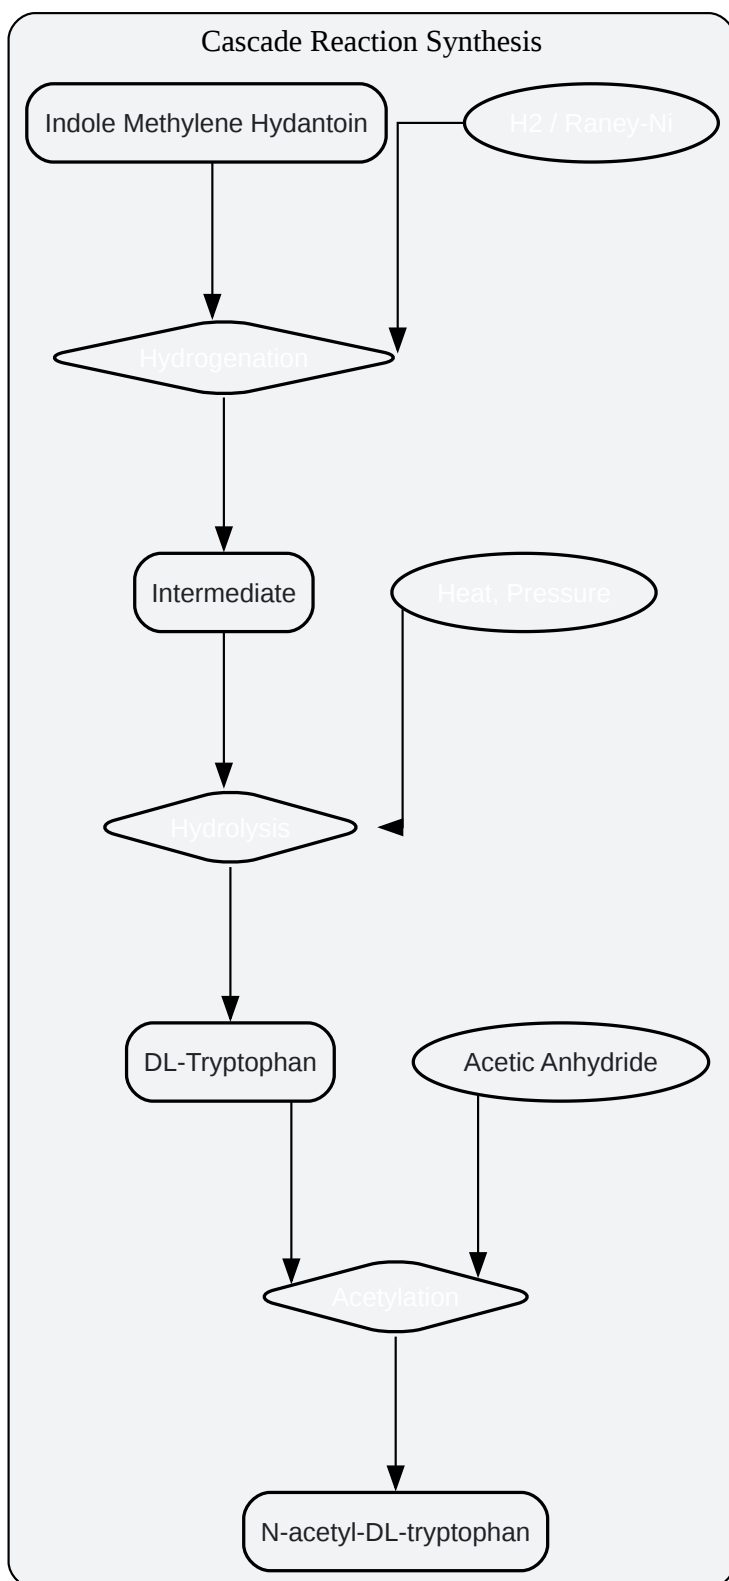 Cascade Reaction Synthesis
Indole Methylene Hydantoin
H2 / Raney-Ni
Hydrogenation
Intermediate
Heat, Pressure
Hydrolysis
DL-Tryptophan
Acetic Anhydride
Acetylation
N-acetyl-DL-tryptophan